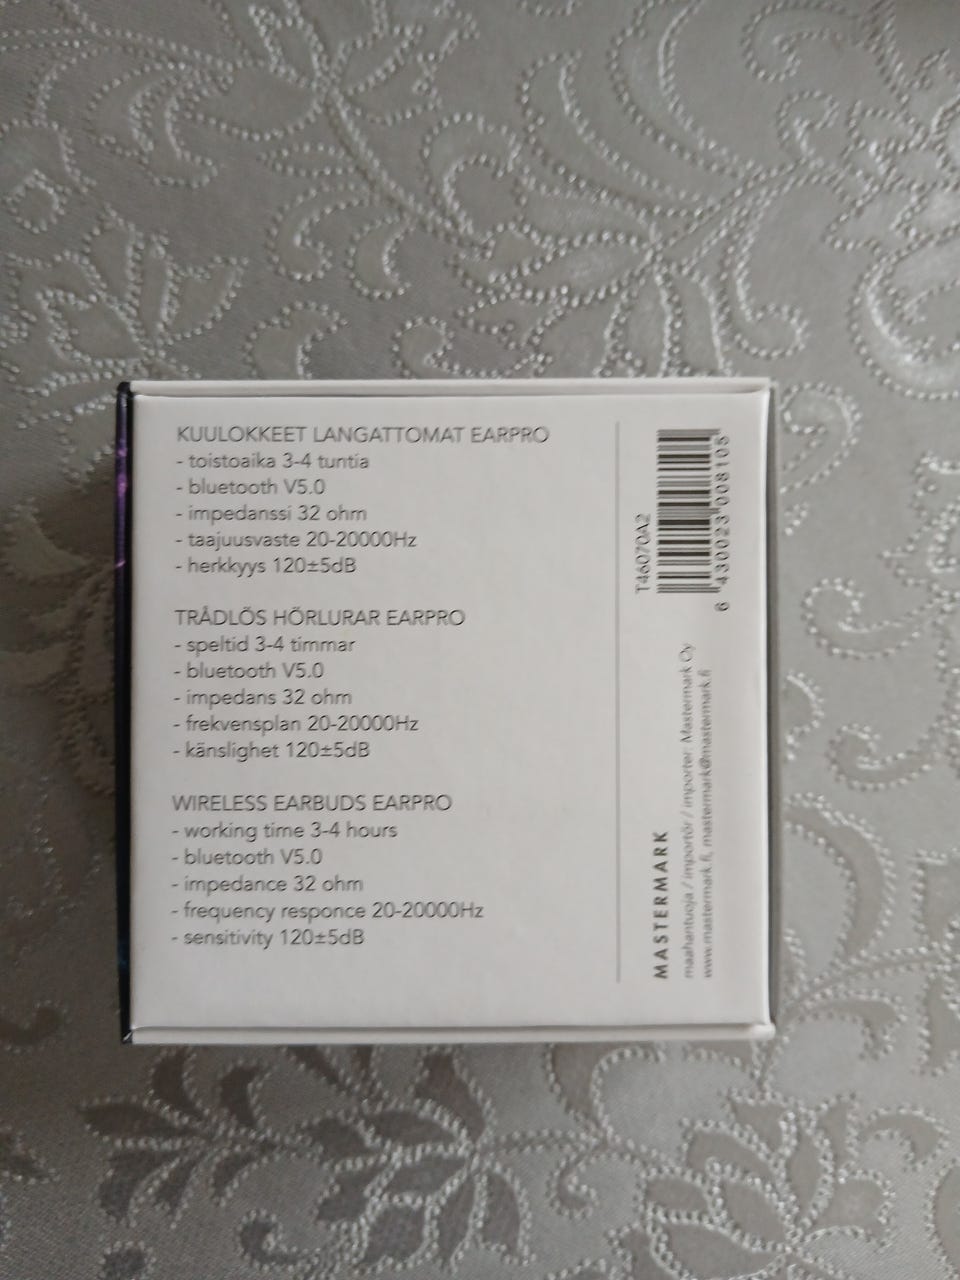 KUULOKKEET LANGATTOMAT EARPRO
- toistoaika 3-4 tuntia
- bluetooth V5.0
- impedanssi 32 ohm
- taajuusvaste 20-20000Hz
- herkkyys 120±5dB
TRÅDLÖS HÖRLURAR EARPRO
- speltid 3-4 timmar
- bluetooth V5.0
- impedans 32 ohm
- frekvensplan 20-20000Hz
- känslighet 120±5dB
WIRELESS EARBUDS EARPRO
- working time 3-4 hours
- bluetooth V5.0
- impedance 32 ohm
- frequency responce 20-20000Hz
- sensitivity 120±5dB
T46070A2
6 430023 008105
MASTERMARK
maahantuoja / importör / importer: Mastermark Oy
www.mastermark.fi, mastermark@mastermark.fi